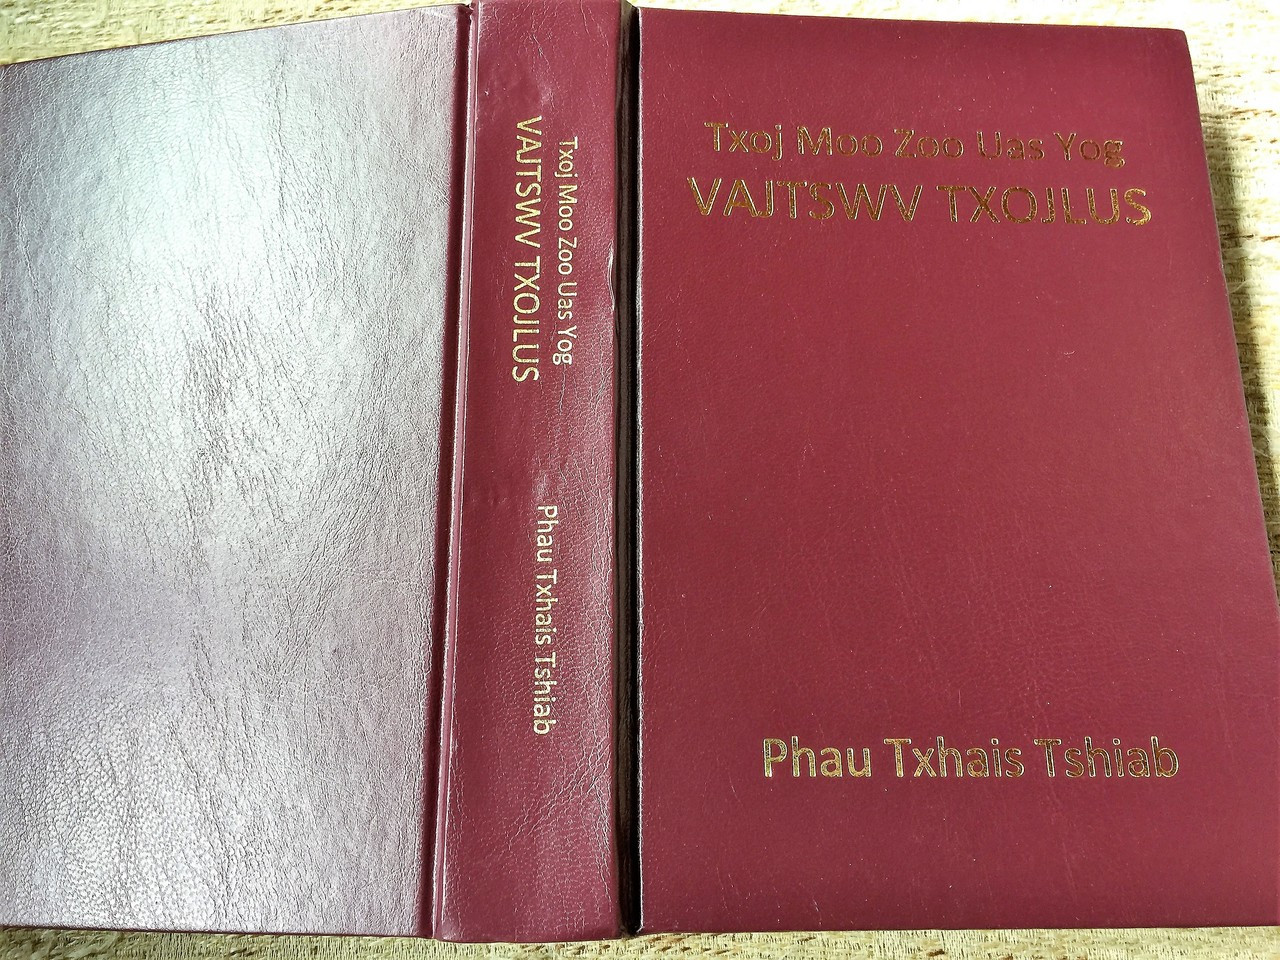 Txoj Moo Zoo Uas Yog
VAJTSWV TXOJLUS
Phau Txhais Tshiab
Txoj Moo Zoo Uas Yog
VAJTSWV TXOJLUS
Phau Txhais Tshiab